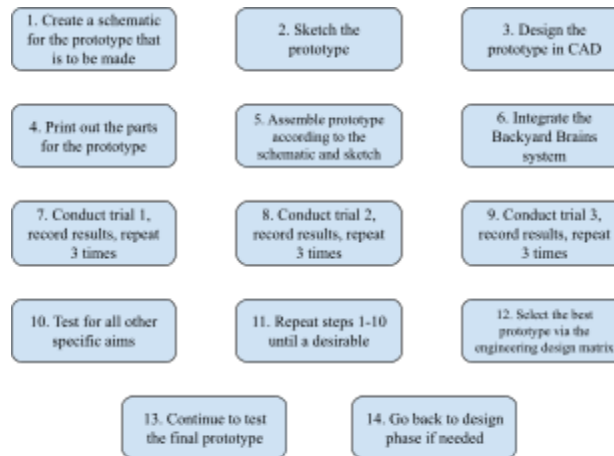 1. Create a schematic
for the prototype that
is to be made
2. Sketch the
prototype
3. Design the
prototype in CAD
4. Print out the parts
for the prototype
5. Assemble prototype
according to the
schematic and sketch
6. Integrate the
Backyard Brains
system
7. Conduct trial 1,
record results, repeat
3 times
8. Conduct trial 2,
record results, repeat
3 times
9. Conduct trial 3,
record results, repeat
3 times
10. Test for all other
specific aims
11. Repeat steps 1-10
until a desirable
12. Select the best
prototype via the
engineering design matrix
13. Continue to test
the final prototype
14. Go back to design
phase if needed